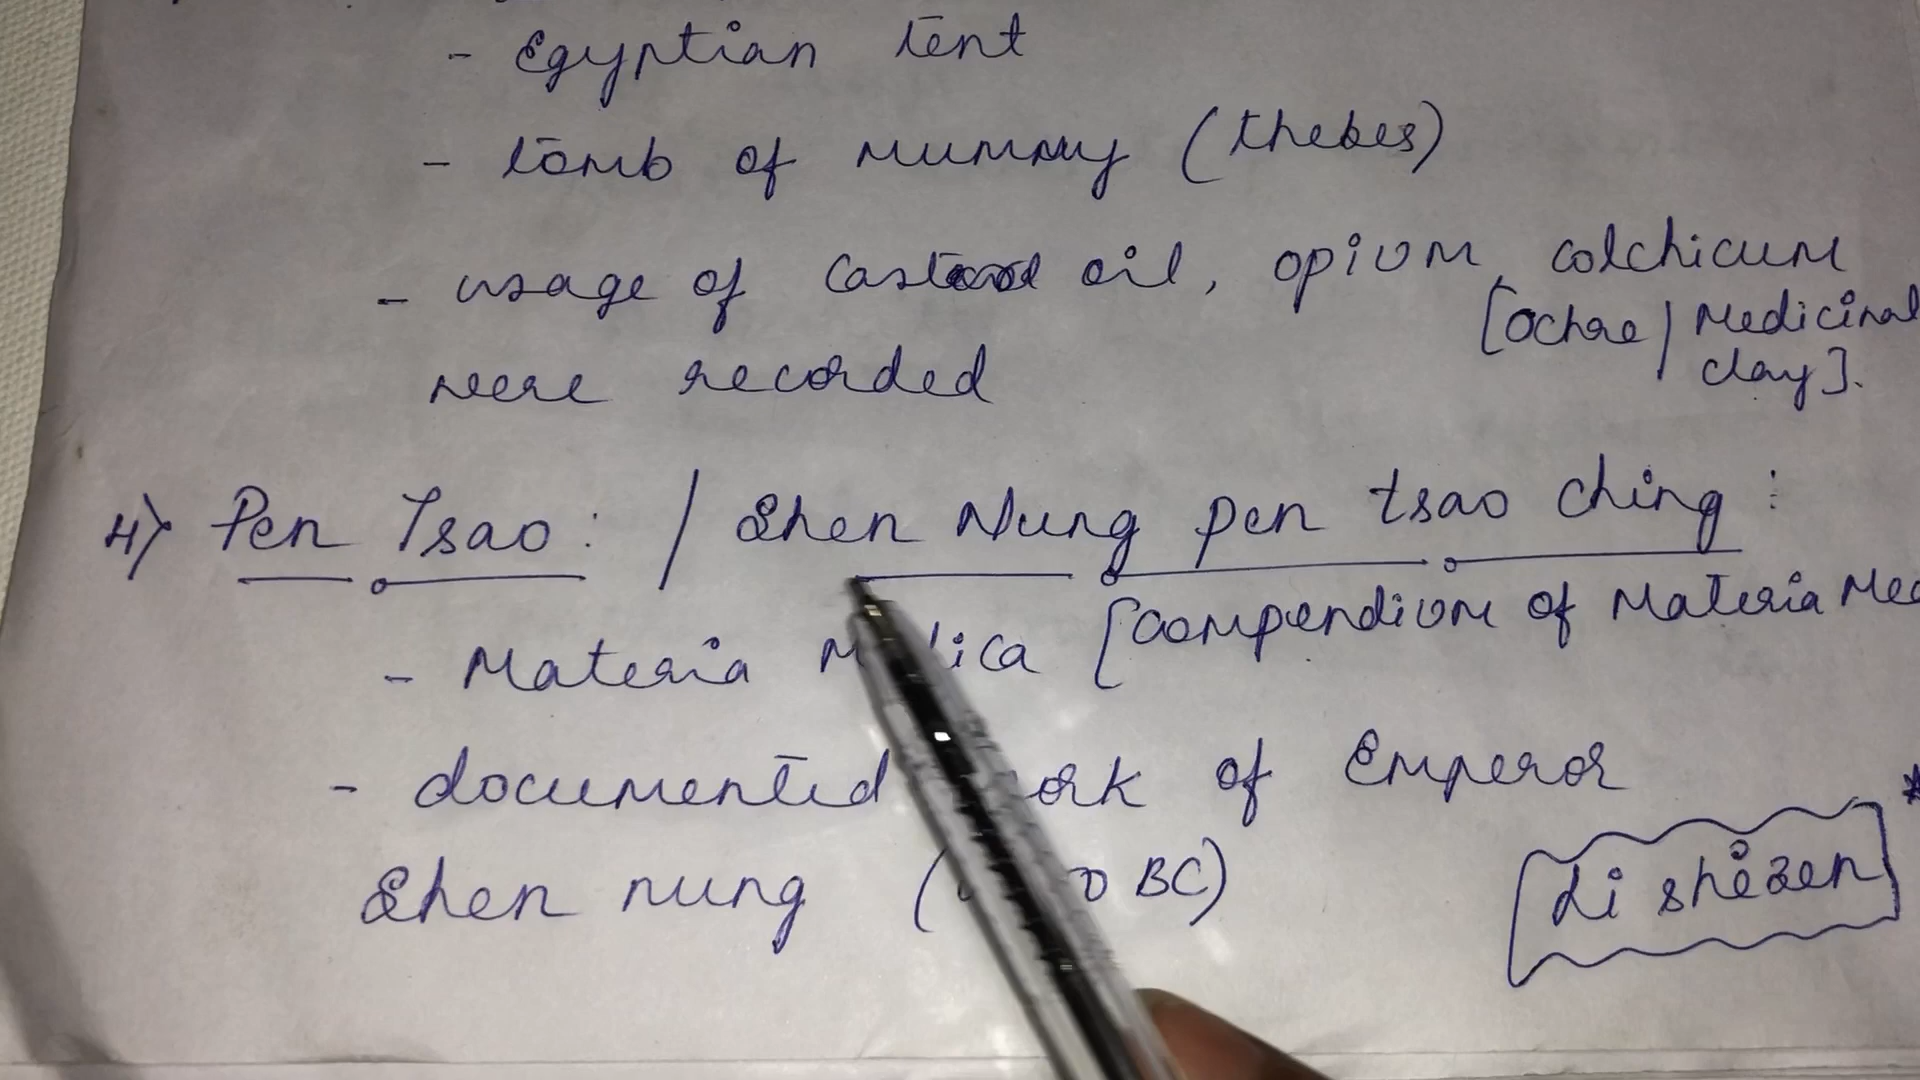 - Egyptian tent
- tomb of mummy (thebes)
- usage of castor oil, opium, colchicum
[Ochre / Medicinal
clay].
were recorded
4) Pen Tsao: / Shen Nung pen tsao ching:
- Materia [Compendium of Materia
- documented of Emperor
Shen nung BC)
Li shizen